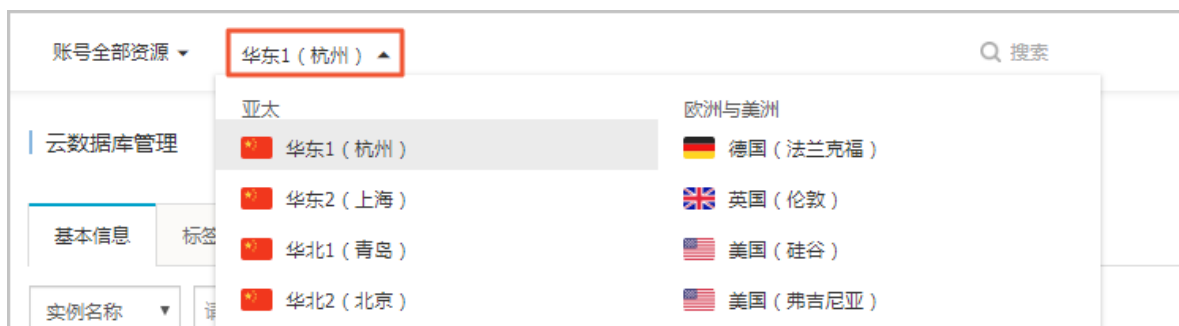 账号全部资源
华东1（杭州）
搜索
云数据库管理
基本信息
标签
实例名称
请
亚太
华东1（杭州）
华东2（上海）
华北1（青岛）
华北2（北京）
欧洲与美洲
德国（法兰克福）
英国（伦敦）
美国（硅谷）
美国（弗吉尼亚）